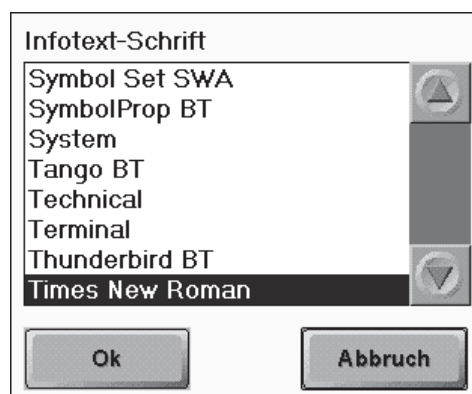 Infotext-Schrift
Symbol Set SWA
SymbolProp BT
System
Tango BT
Technical
Terminal
Thunderbird BT
Times New Roman
Ok
Abbruch